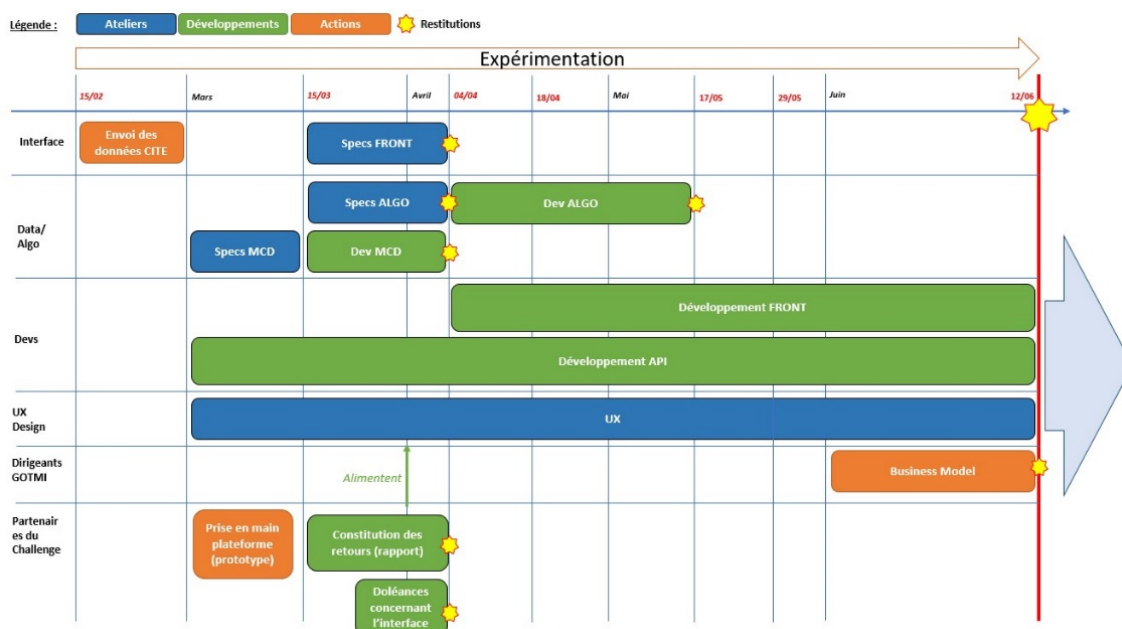 Légende :
Ateliers
Développements
Actions
Restitutions
Expérimentation
15/02
Mars
15/03
Avril
04/04
18/04
Mai
17/05
29/05
Juin
12/06
Interface
Envoi des
données CITE
Specs FRONT
Data/
Algo
Specs ALGO
Dev ALGO
Specs MCD
Dev MCD
Devs
Développement FRONT
Développement API
UX
Design
UX
Dirigeants
GOTMI
Alimentent
Business Model
Partenair
es du
Challenge
Prise en main
plateforme
(prototype)
Constitution des
retours (rapport)
Doléances
concernant
l'interface